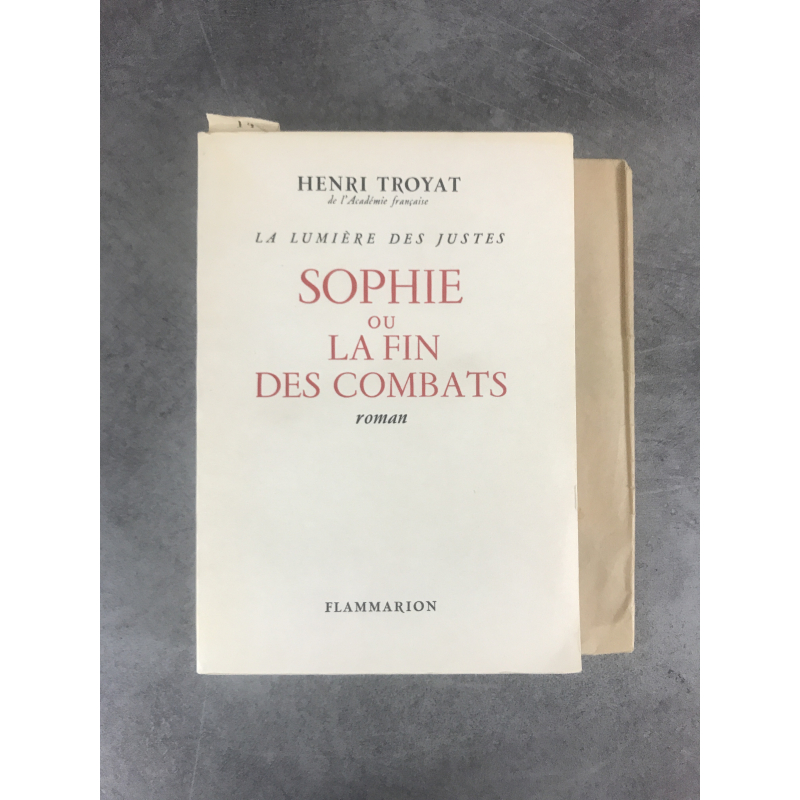 HENRI TROYAT
de l'Académie française
LA LUMIÈRE DES JUSTES
SOPHIE
OU
LA FIN
DES COMBATS
roman
FLAMMARION